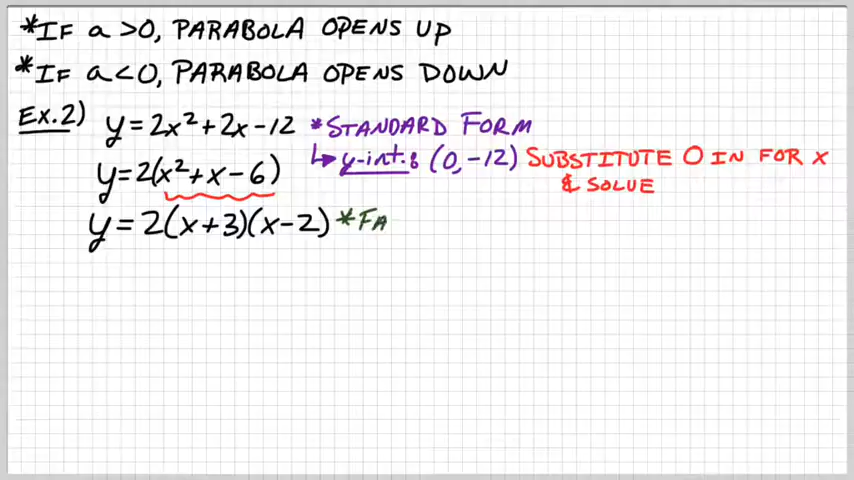 *IF a >0, PARABOLA OPENS UP
*IF a<0, PARABOLA OPENS DOWN
Ex.2) y=2x²+2x-12 *STANDARD FORM
y=2(x²+x-6) ↳y-int.: (0,-12) SUBSTITUTE 0 IN FOR x
& SOLVE
y=2(x+3)(x-2) *FA